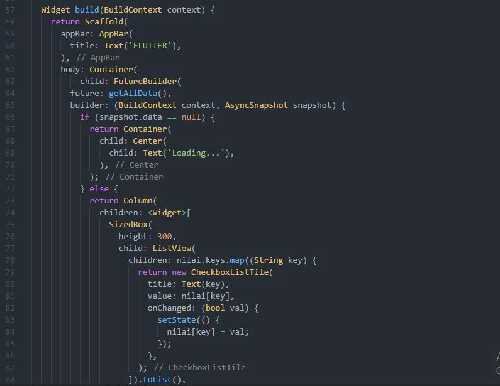 57 Widget build(BuildContext context) {
58 return Scaffold(
59 appBar: AppBar(
60 title: Text('FLUTTER'),
61 ), // AppBar
62 body: Container(
63 child: FutureBuilder(
64 future: getAllData(),
65 builder: (BuildContext context, AsyncSnapshot snapshot) {
66 if (snapshot.data == null) {
67 return Container(
68 child: Center(
69 child: Text('Loading...'),
70 ), // Center
71 ); // Container
72 } else {
73 return Column(
74 children: <Widget>[
75 SizedBox(
76 height: 300,
77 child: ListView(
78 children: nilai.keys.map((String key) {
79 return new CheckboxListTile(
80 title: Text(key),
81 value: nilai[key],
82 onChanged: (bool val) {
83 setState(() {
84 nilai[key] = val;
85 });
86 },
87 ); // CheckboxListTile
88 }).toList(),